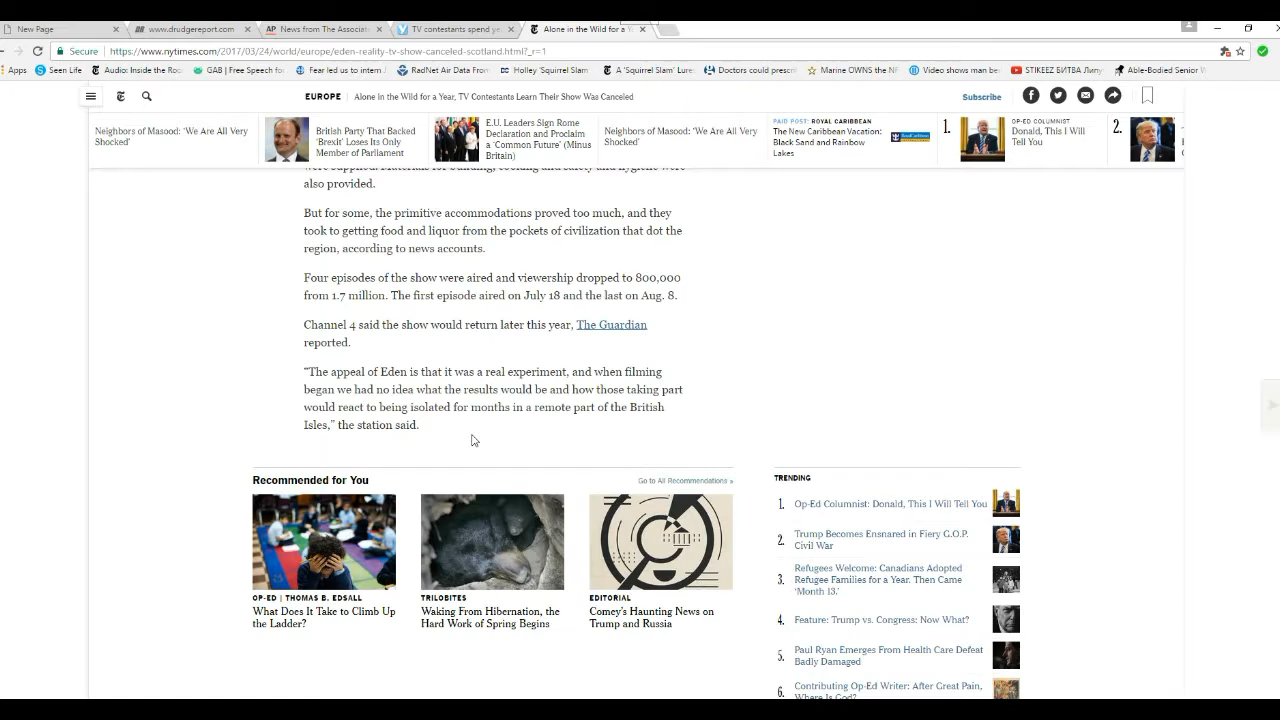 New Page
www.drudgereport.com
News from The Associat
TV contestants spend ye
Alone in the Wild for a Y
Secure
https://www.nytimes.com/2017/03/24/world/europe/eden-reality-tv-show-canceled-scotland.html?_r=1
Apps
Seen Life
Audio: Inside the Roo
GAB | Free Speech fo
Fear led us to intern J
RadNet Air Data From
Holley 'Squirrel Slam
A 'Squirrel Slam' Lure
Doctors could prescr
Marine OWNS the NF
Video shows man be
STIKEEZ БИТВА Липу
Able-Bodied Senior W
EUROPE
Alone in the Wild for a Year, TV Contestants Learn Their Show Was Canceled
Subscribe
Neighbors of Masood: ‘We Are All Very
Shocked’
British Party That Backed
‘Brexit’ Loses Its Only
Member of Parliament
E.U. Leaders Sign Rome
Declaration and Proclaim
a ‘Common Future’ (Minus
Britain)
Neighbors of Masood: ‘We Are All Very
Shocked’
PAID POST: ROYAL CARIBBEAN
The New Caribbean Vacation:
Black Sand and Rainbow
Lakes
1.
OP-ED COLUMNIST
Donald, This I Will
Tell You
2.
were supplied. Materials for building, cooking and safety and hygiene were
also provided.
But for some, the primitive accommodations proved too much, and they
took to getting food and liquor from the pockets of civilization that dot the
region, according to news accounts.
Four episodes of the show were aired and viewership dropped to 800,000
from 1.7 million. The first episode aired on July 18 and the last on Aug. 8.
Channel 4 said the show would return later this year, The Guardian
reported.
“The appeal of Eden is that it was a real experiment, and when filming
began we had no idea what the results would be and how those taking part
would react to being isolated for months in a remote part of the British
Isles,” the station said.
Recommended for You
Go to All Recommendations »
OP-ED | THOMAS B. EDSALL
What Does It Take to Climb Up
the Ladder?
TRILOBITES
Waking From Hibernation, the
Hard Work of Spring Begins
EDITORIAL
Comey’s Haunting News on
Trump and Russia
TRENDING
1. Op-Ed Columnist: Donald, This I Will Tell You
2. Trump Becomes Ensnared in Fiery G.O.P.
Civil War
3. Refugees Welcome: Canadians Adopted
Refugee Families for a Year. Then Came
‘Month 13.’
4. Feature: Trump vs. Congress: Now What?
5. Paul Ryan Emerges From Health Care Defeat
Badly Damaged
6. Contributing Op-Ed Writer: After Great Pain,
Where Is God?